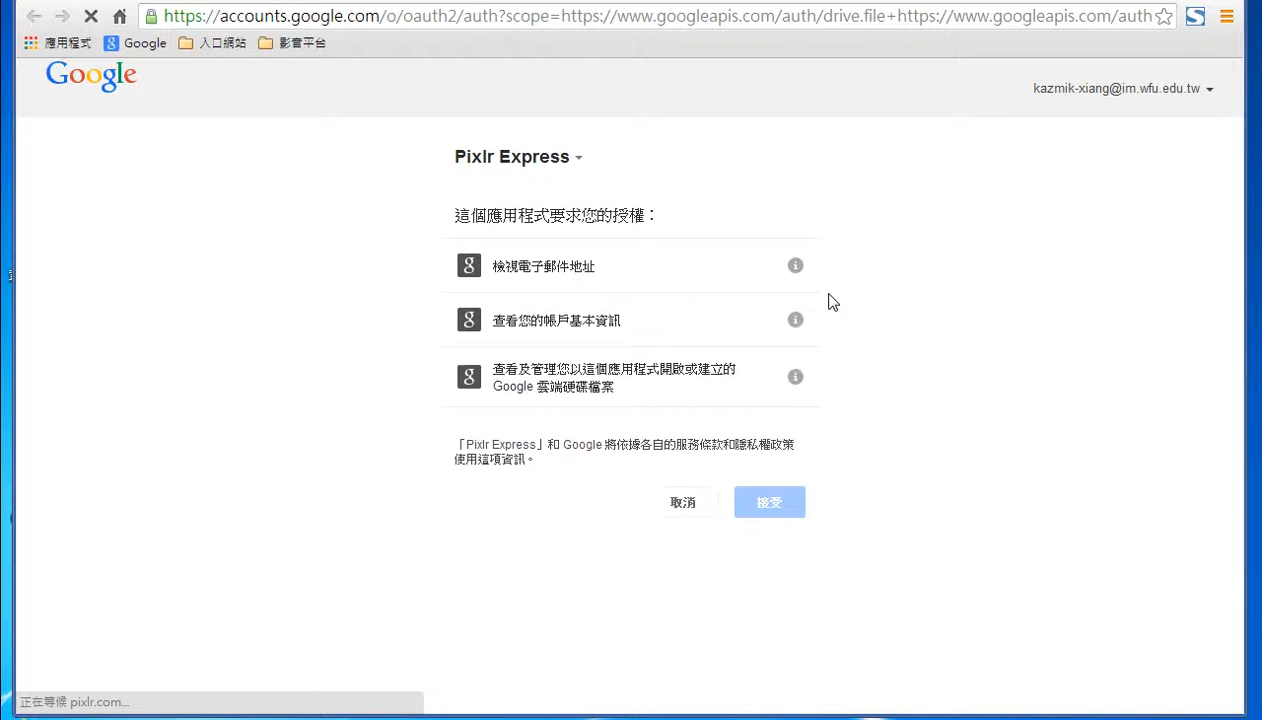 https://accounts.google.com/o/oauth2/auth?scope=https://www.googleapis.com/auth/drive.file+https://www.googleapis.com/auth
應用程式 Google 入口網站 影音平台
Google
kazmik-xiang@im.wfu.edu.tw
Pixlr Express
這個應用程式要求您的授權：
檢視電子郵件地址
查看您的帳戶基本資訊
查看及管理您以這個應用程式開啟或建立的
Google 雲端硬碟檔案
「Pixlr Express」和 Google 將依據各自的服務條款和隱私權政策
使用這項資訊。
取消 接受
正在等候 pixlr.com...